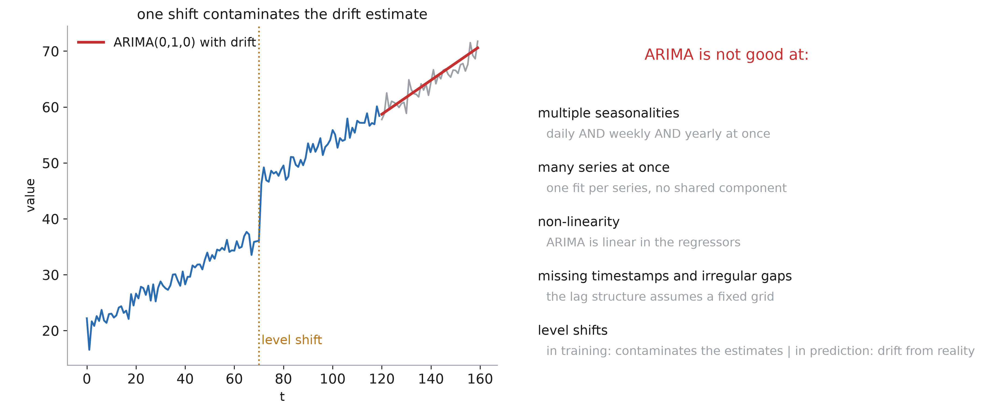 one shift contaminates the drift estimate
ARIMA(0,1,0) with drift
70
60
50
40
30
20
value
level shift
0 20 40 60 80 100 120 140 160
t
ARIMA is not good at:
multiple seasonalities
daily AND weekly AND yearly at once
many series at once
one fit per series, no shared component
non-linearity
ARIMA is linear in the regressors
missing timestamps and irregular gaps
the lag structure assumes a fixed grid
level shifts
in training: contaminates the estimates | in prediction: drift from reality